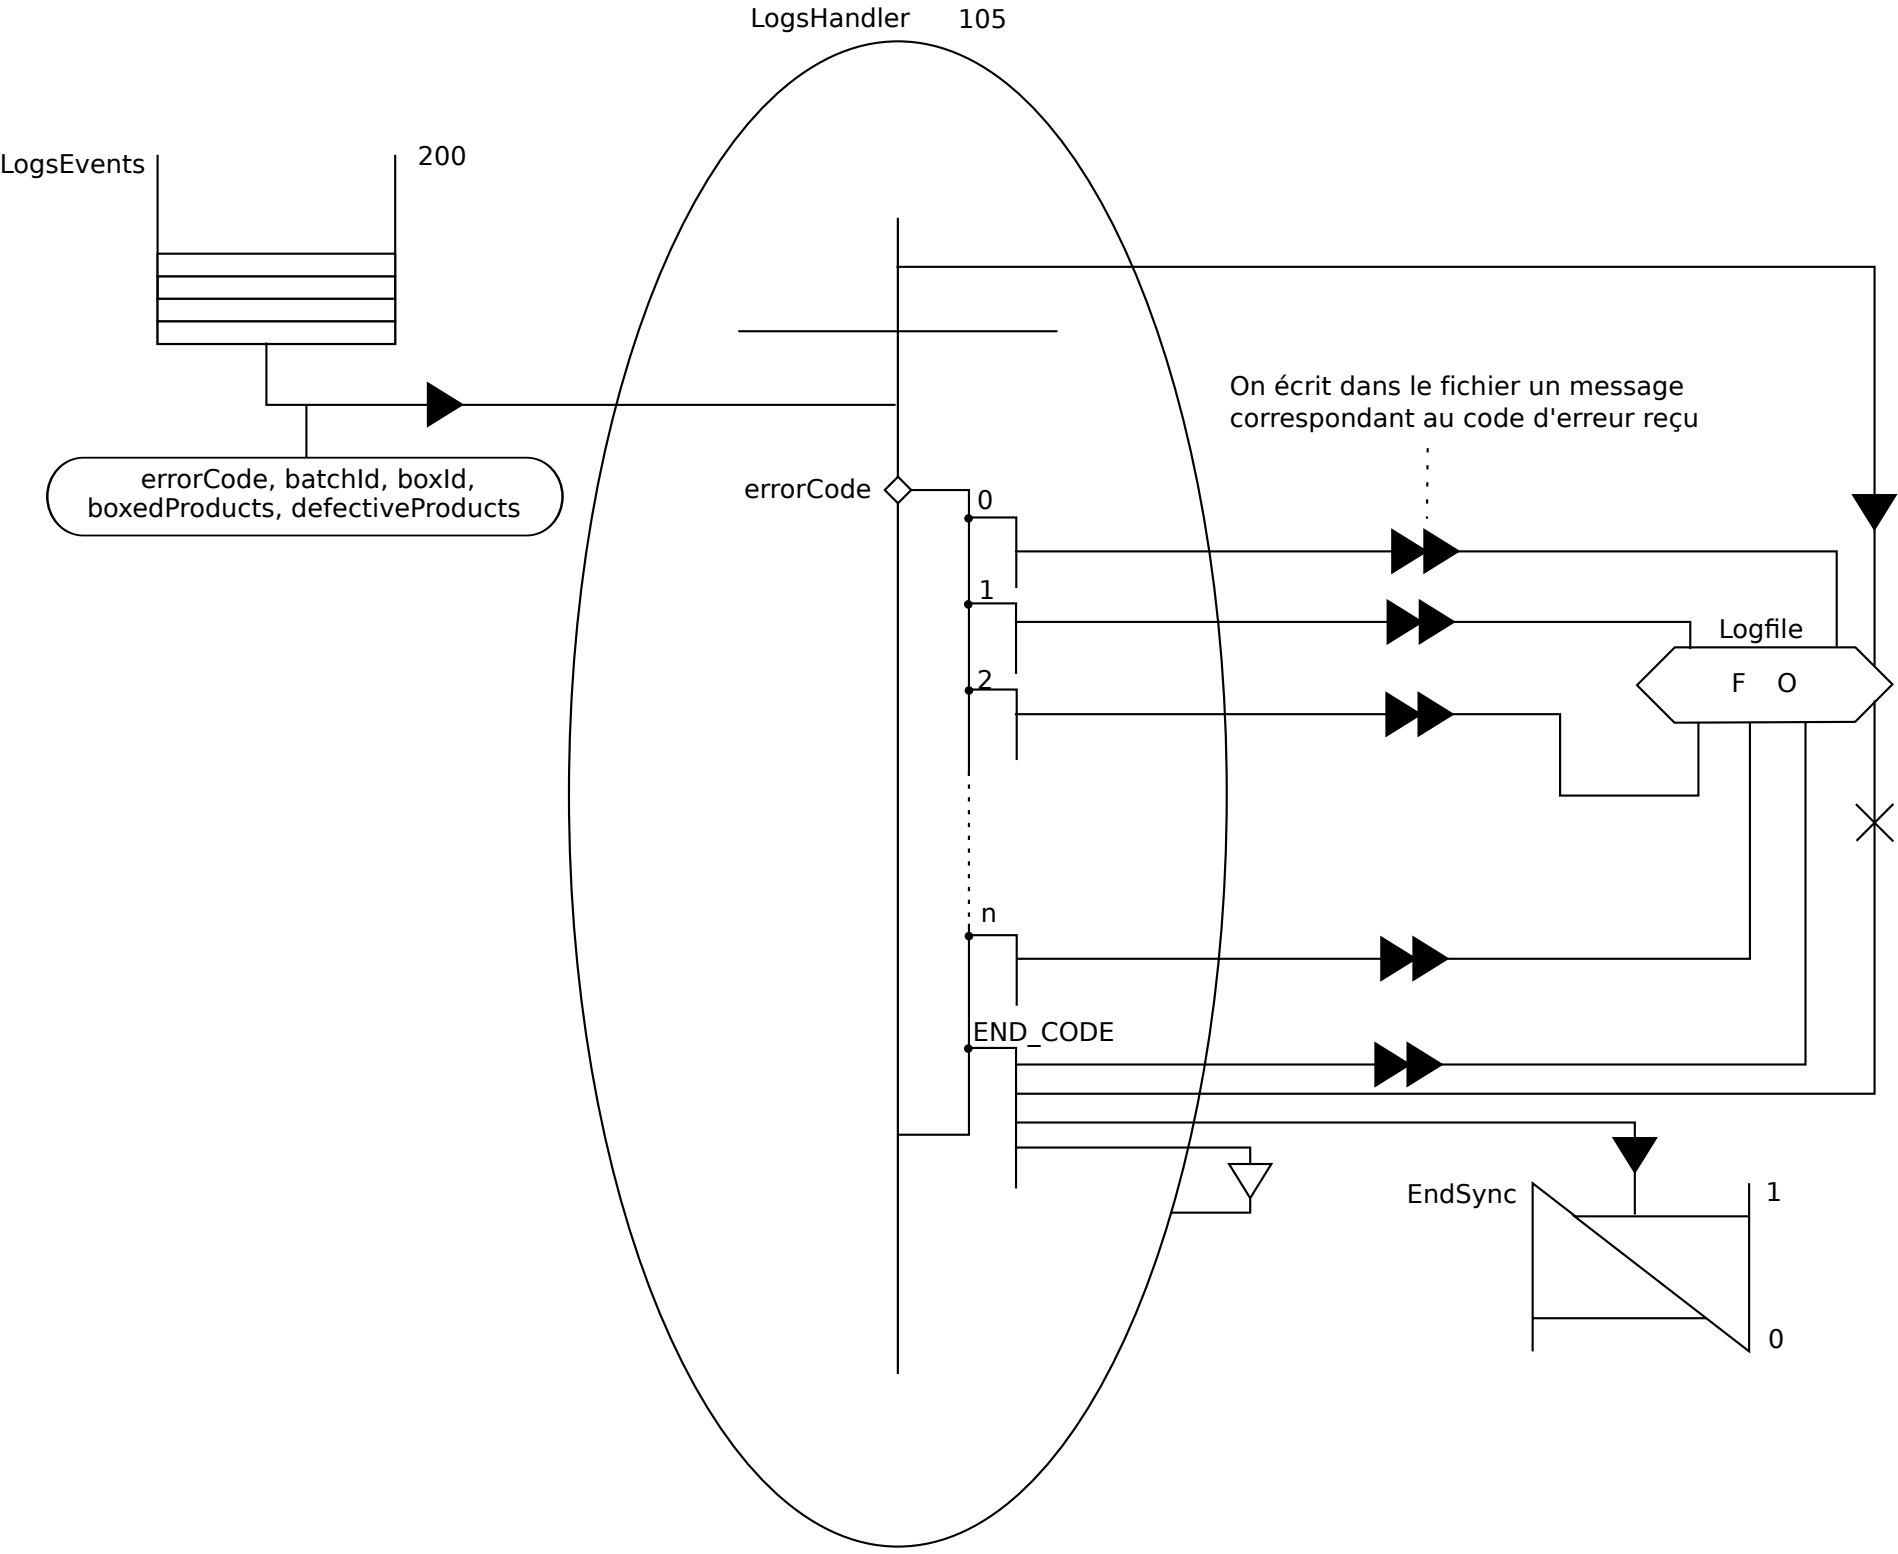 LogsHandler 105
LogsEvents
200
On écrit dans le fichier un message
correspondant au code d'erreur reçu
errorCode, batchId, boxId,
boxedProducts, defectiveProducts
errorCode
0
1
2
n
END_CODE
Logfile
F O
EndSync
1
0